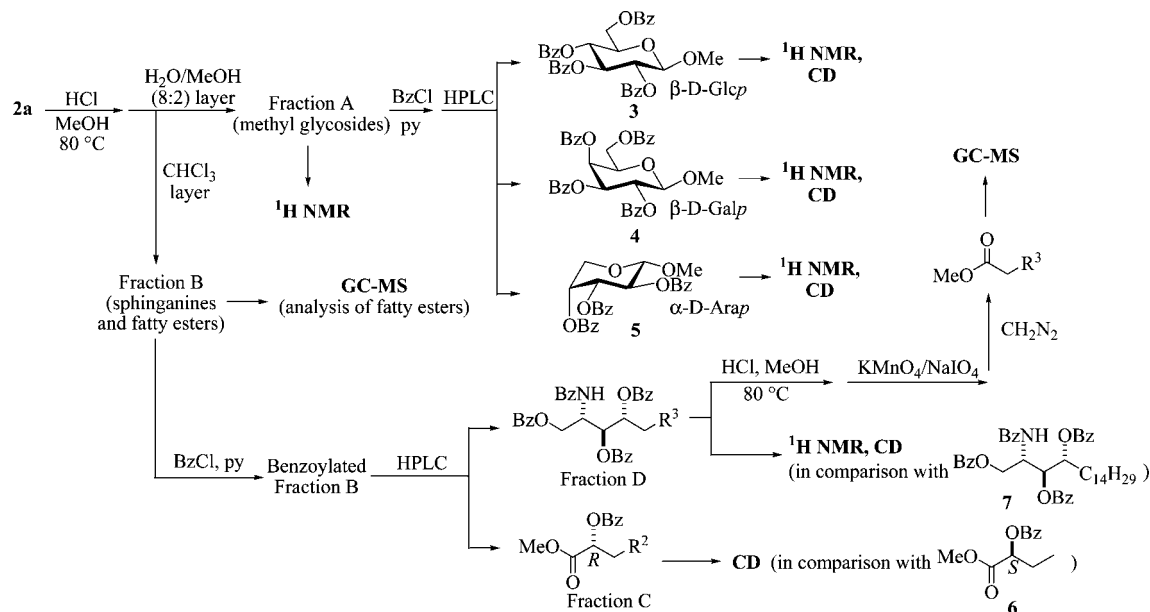 2a
HCl
MeOH
80 °C
H₂O/MeOH
(8:2) layer
Fraction A
(methyl glycosides)
BzCl
py
HPLC
¹H NMR
CHCl₃
layer
OBz
BzO
BzO
O
OMe
BzO
β-D-Glcp
3
¹H NMR,
CD
BzO
OBz
O
BzO
OMe
BzO
β-D-Galp
4
¹H NMR,
CD
O
OMe
OBz
OBz
OBz
α-D-Arap
5
¹H NMR,
CD
Fraction B
(sphinganines
and fatty esters)
GC-MS
(analysis of fatty esters)
GC-MS
O
MeO
R³
CH₂N₂
BzCl, py
Benzoylated
Fraction B
HPLC
BzHN
OBz
BzO
R³
OBz
Fraction D
HCl, MeOH
80 °C
KMnO₄/NaIO₄
¹H NMR, CD
(in comparison with
BzHN
OBz
BzO
C₁₄H₂₉
)
OBz
7
OBz
MeO
R²
R
O
Fraction C
CD
(in comparison with
OBz
MeO
S
O
)
6